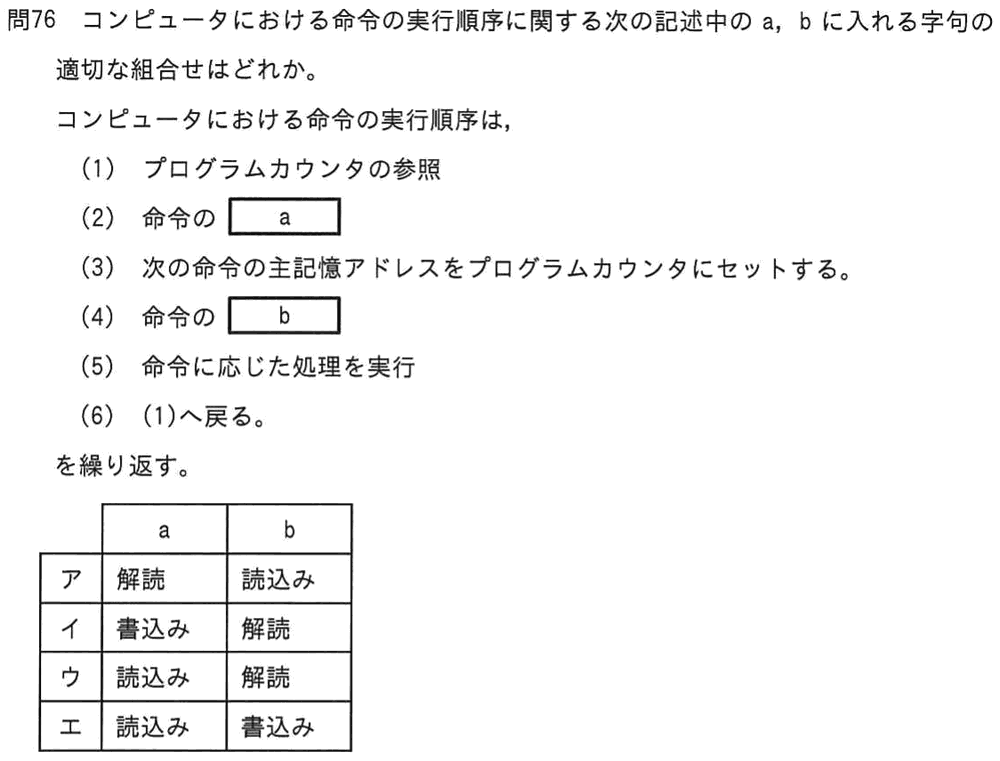 問76 コンピュータにおける命令の実行順序に関する次の記述中の a，b に入れる字句の
適切な組合せはどれか。
コンピュータにおける命令の実行順序は，
(1) プログラムカウンタの参照
(2) 命令の a
(3) 次の命令の主記憶アドレスをプログラムカウンタにセットする。
(4) 命令の b
(5) 命令に応じた処理を実行
(6) (1)へ戻る。
を繰り返す。
a b
ア 解読 読込み
イ 書込み 解読
ウ 読込み 解読
エ 読込み 書込み